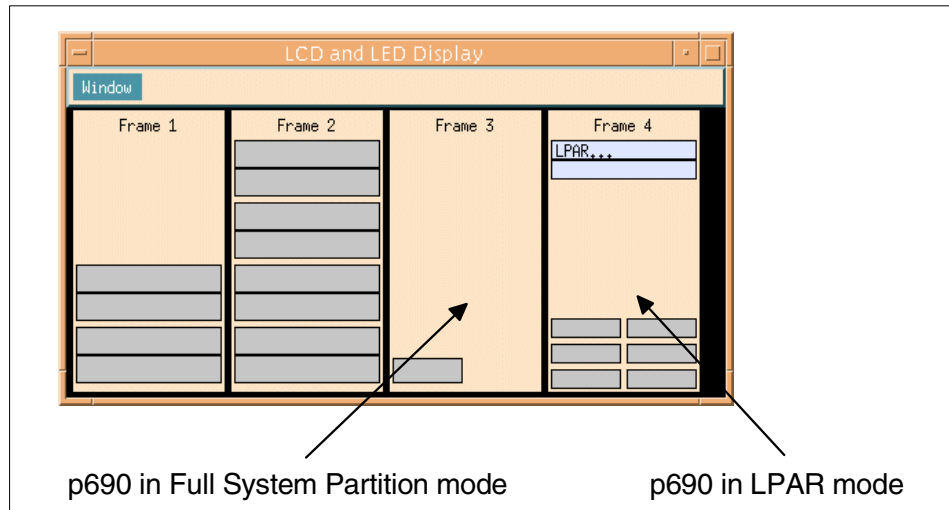 LCD and LED Display
Window
Frame 1
Frame 2
Frame 3
Frame 4
LPAR...
p690 in Full System Partition mode
p690 in LPAR mode